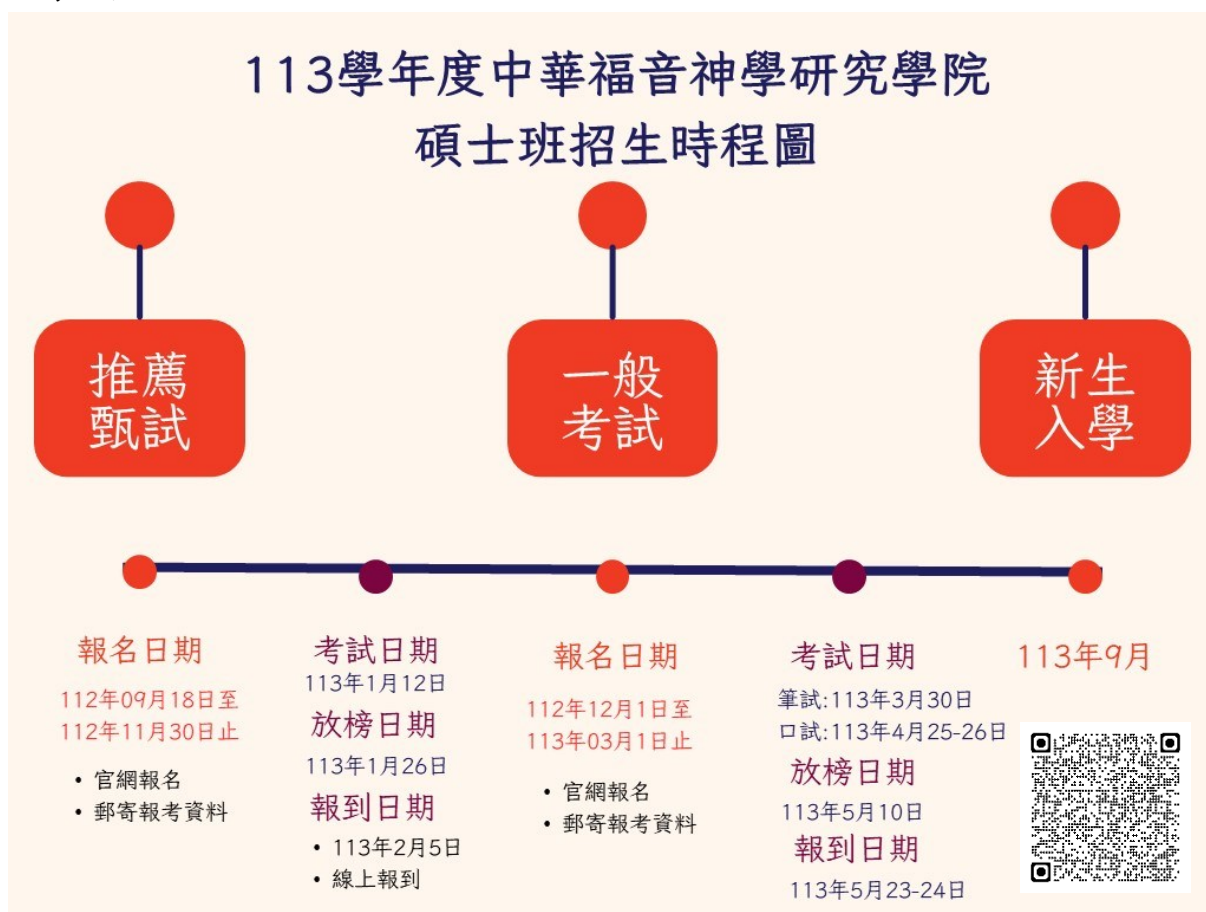 113學年度中華福音神學研究學院
碩士班招生時程圖
推薦
甄試
一般
考試
新生
入學
報名日期
112年09月18日至
112年11月30日止
• 官網報名
• 郵寄報考資料
考試日期
113年1月12日
放榜日期
113年1月26日
報到日期
• 113年2月5日
• 線上報到
報名日期
112年12月1日至
113年03月1日止
• 官網報名
• 郵寄報考資料
考試日期
筆試:113年3月30日
口試:113年4月25-26日
放榜日期
113年5月10日
報到日期
113年5月23-24日
113年9月